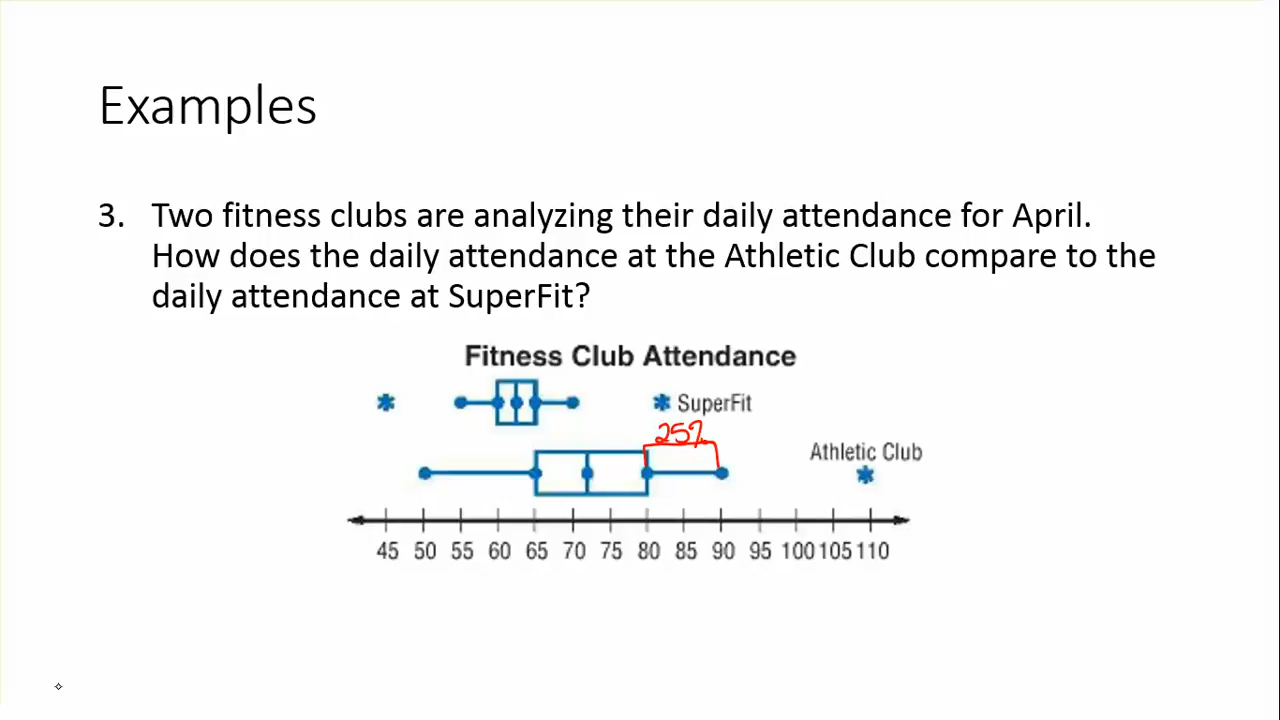 Examples
3. Two fitness clubs are analyzing their daily attendance for April.
How does the daily attendance at the Athletic Club compare to the
daily attendance at SuperFit?
Fitness Club Attendance
SuperFit
25%
Athletic Club
45 50 55 60 65 70 75 80 85 90 95 100 105 110